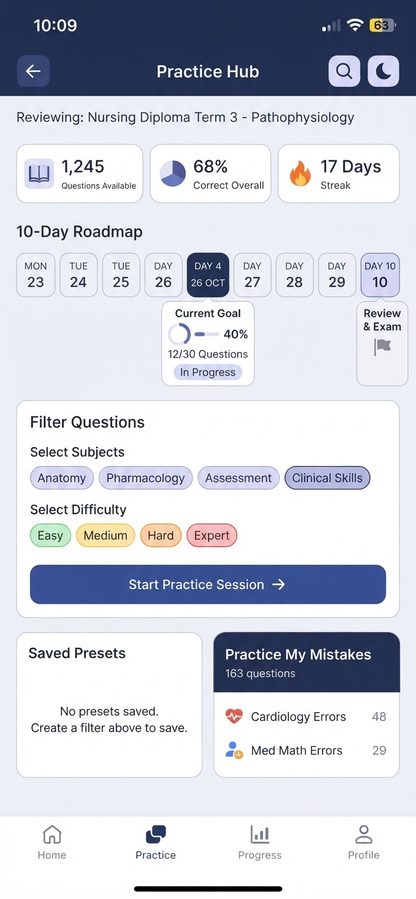 10:09
63
Practice Hub
Reviewing: Nursing Diploma Term 3 - Pathophysiology
1,245
Questions Available
68%
Correct Overall
17 Days
Streak
10-Day Roadmap
MON
23
TUE
24
TUE
25
DAY
26
DAY 4
26 OCT
DAY
27
DAY
28
DAY
29
DAY 10
10
Current Goal
40%
12/30 Questions
In Progress
Review
& Exam
Filter Questions
Select Subjects
Anatomy Pharmacology Assessment Clinical Skills
Select Difficulty
Easy Medium Hard Expert
Start Practice Session →
Saved Presets
No presets saved.
Create a filter above to save.
Practice My Mistakes
163 questions
Cardiology Errors 48
Med Math Errors 29
Home Practice Progress Profile